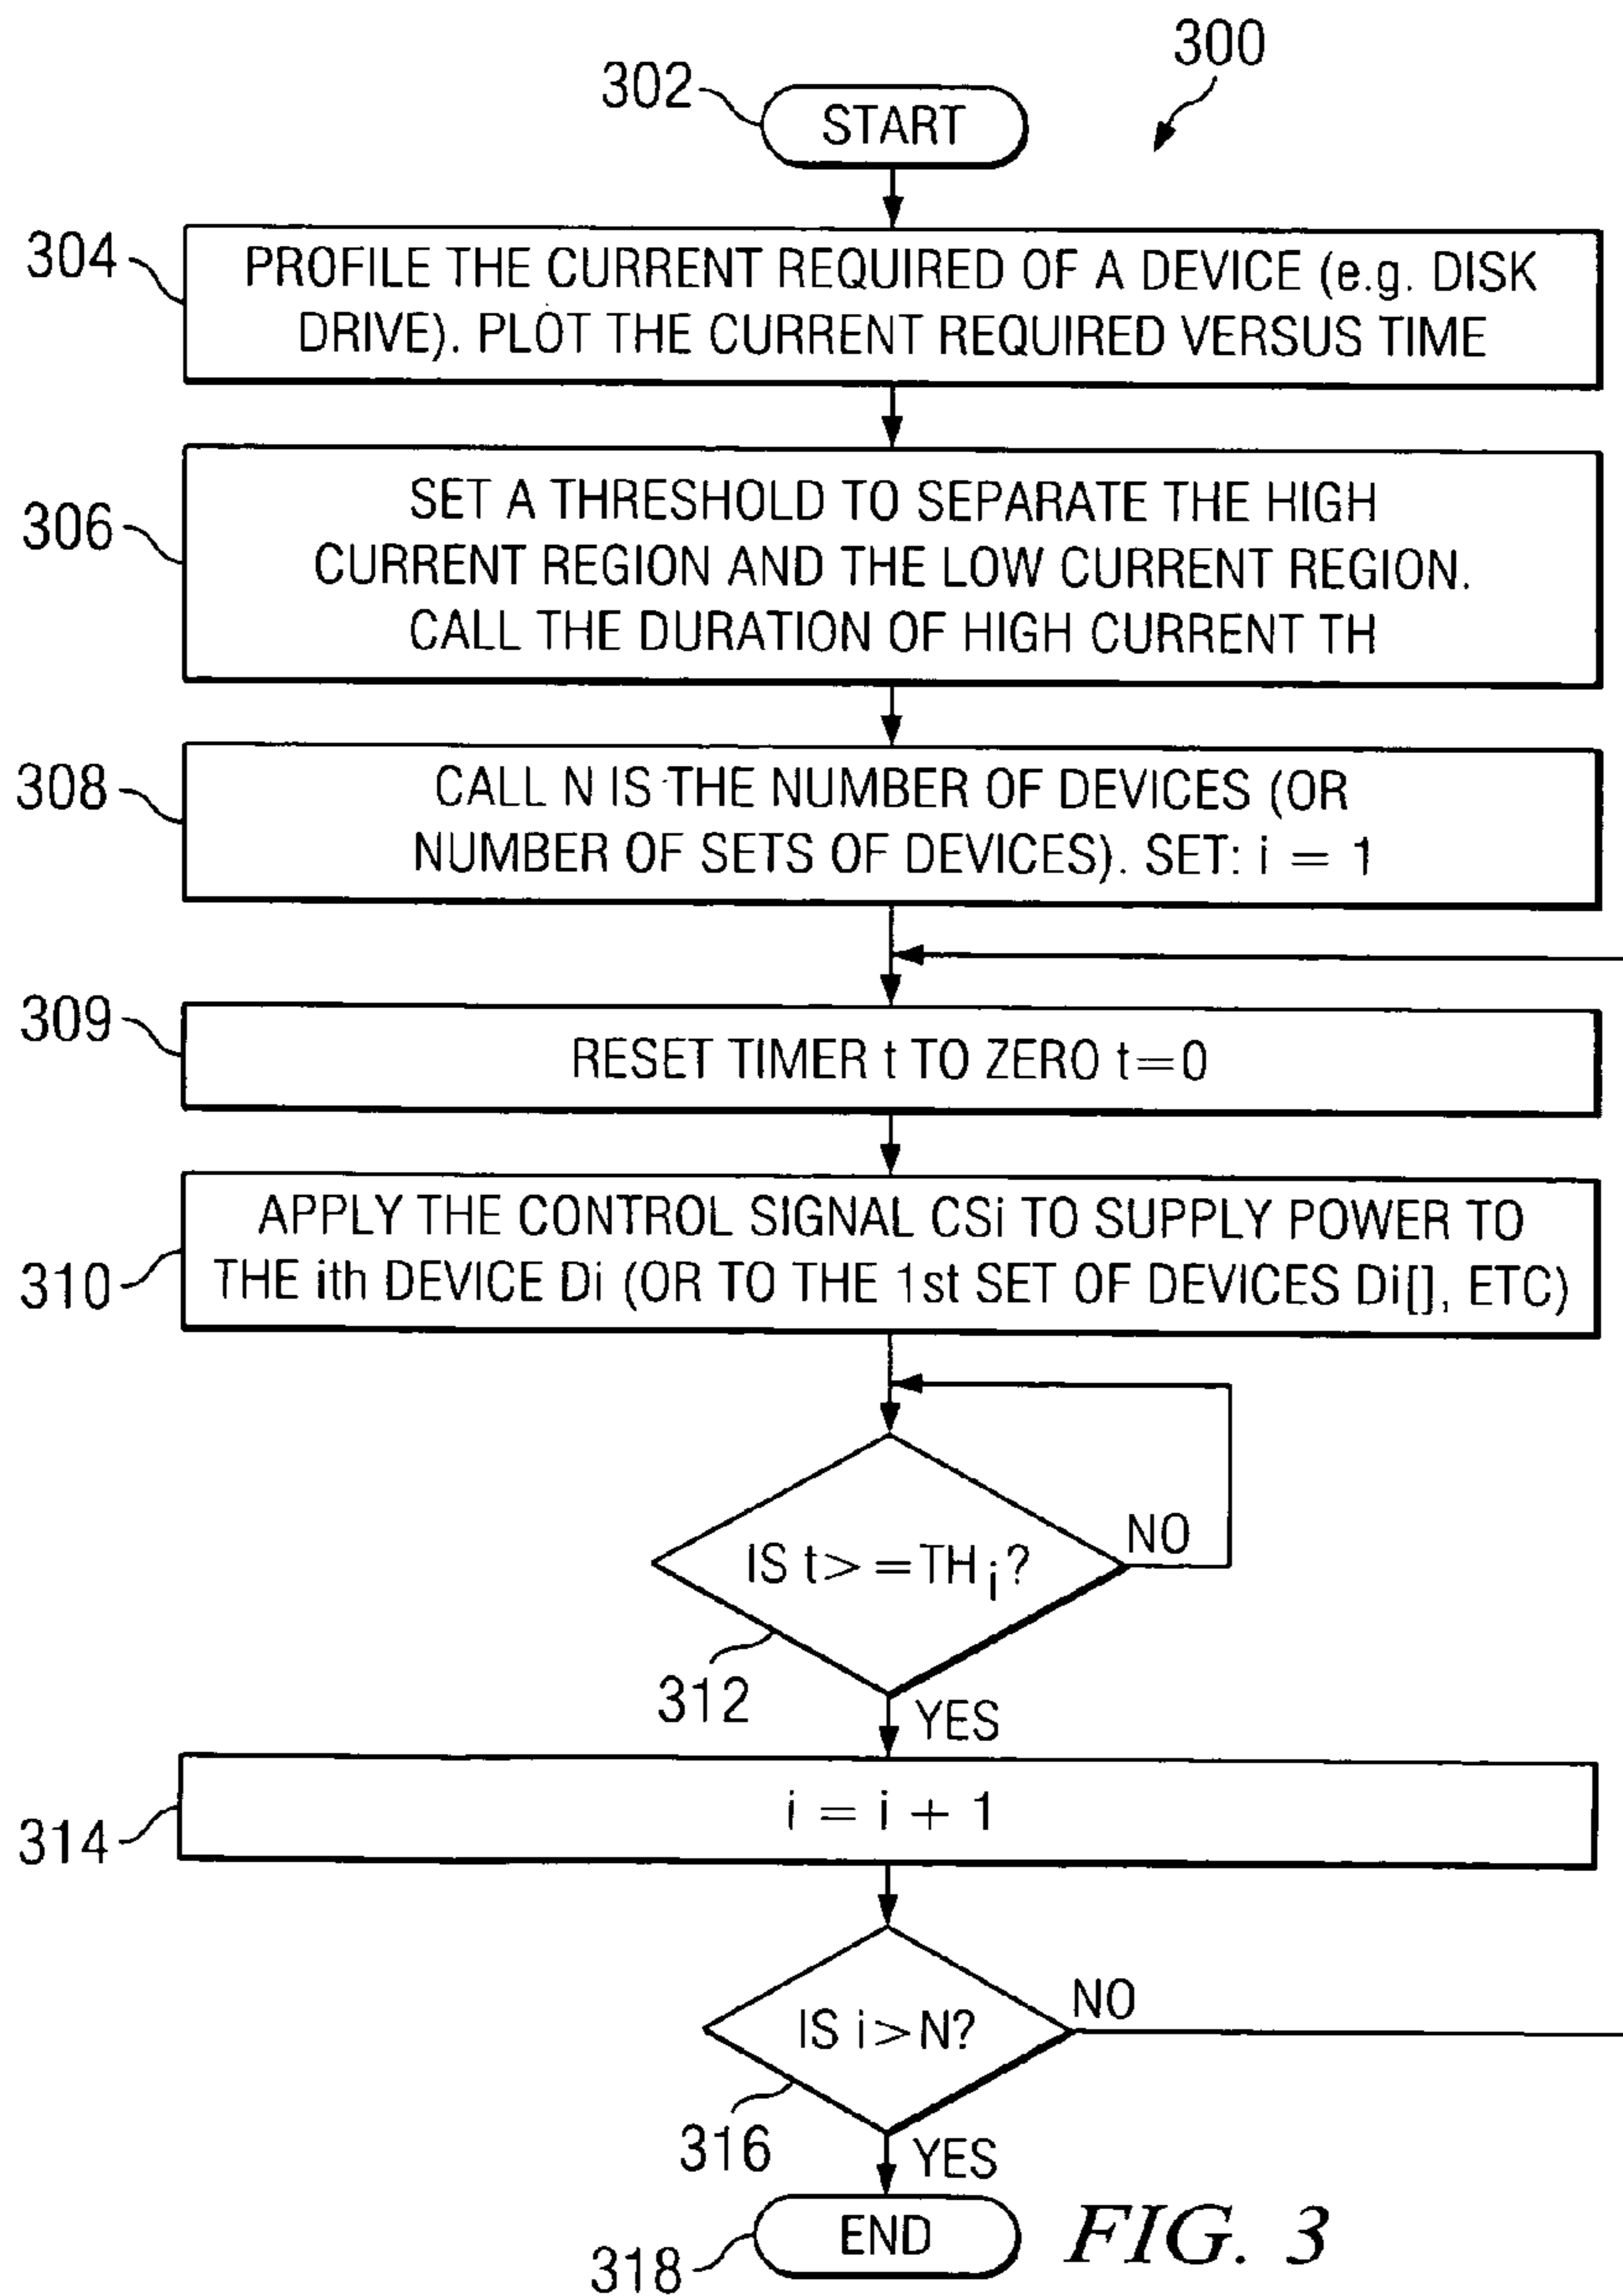 300
302
START
304
PROFILE THE CURRENT REQUIRED OF A DEVICE (e.g. DISK
DRIVE). PLOT THE CURRENT REQUIRED VERSUS TIME
306
SET A THRESHOLD TO SEPARATE THE HIGH
CURRENT REGION AND THE LOW CURRENT REGION.
CALL THE DURATION OF HIGH CURRENT TH
308
CALL N IS THE NUMBER OF DEVICES (OR
NUMBER OF SETS OF DEVICES). SET: i = 1
309
RESET TIMER t TO ZERO t=0
310
APPLY THE CONTROL SIGNAL CSi TO SUPPLY POWER TO
THE ith DEVICE Di (OR TO THE 1st SET OF DEVICES Di[], ETC)
IS t>=THi?
NO
312
YES
314
i = i + 1
IS i>N?
NO
316
YES
318
END
FIG. 3